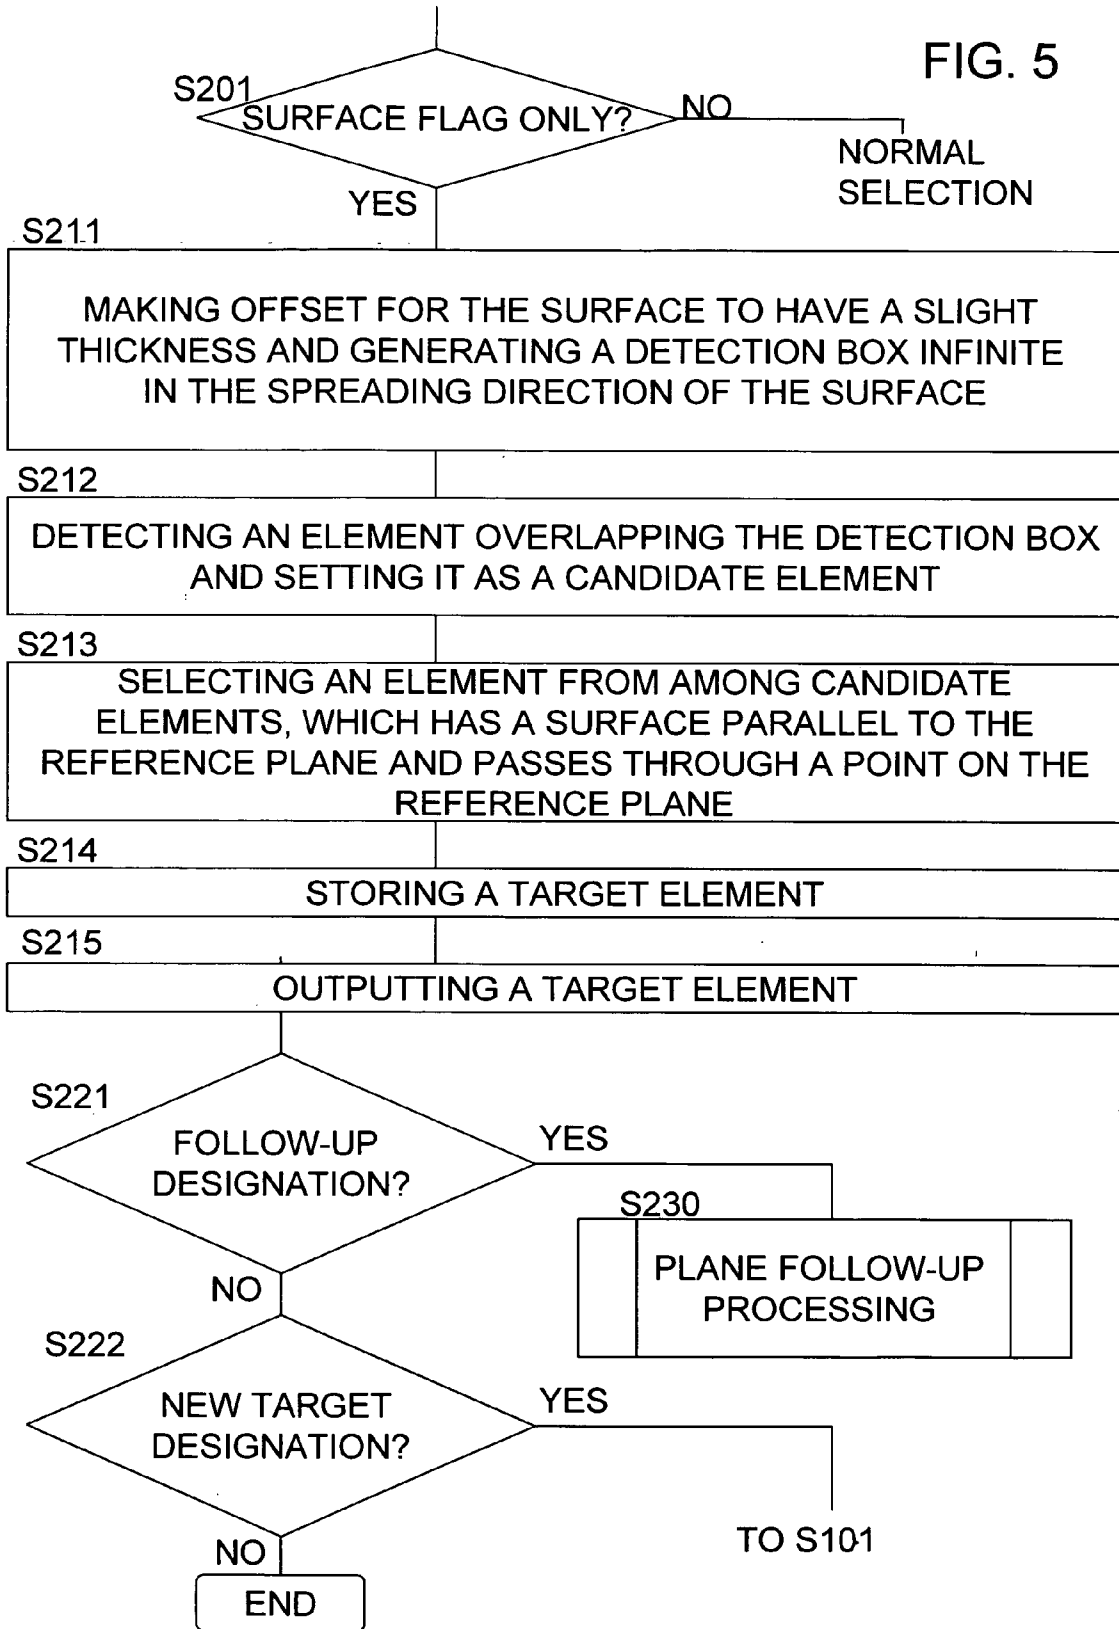 FIG. 5
S201
SURFACE FLAG ONLY?
NO
NORMAL
SELECTION
YES
S211
MAKING OFFSET FOR THE SURFACE TO HAVE A SLIGHT
THICKNESS AND GENERATING A DETECTION BOX INFINITE
IN THE SPREADING DIRECTION OF THE SURFACE
S212
DETECTING AN ELEMENT OVERLAPPING THE DETECTION BOX
AND SETTING IT AS A CANDIDATE ELEMENT
S213
SELECTING AN ELEMENT FROM AMONG CANDIDATE
ELEMENTS, WHICH HAS A SURFACE PARALLEL TO THE
REFERENCE PLANE AND PASSES THROUGH A POINT ON THE
REFERENCE PLANE
S214
STORING A TARGET ELEMENT
S215
OUTPUTTING A TARGET ELEMENT
S221
FOLLOW-UP
DESIGNATION?
YES
S230
PLANE FOLLOW-UP
PROCESSING
NO
S222
NEW TARGET
DESIGNATION?
YES
TO S101
NO
END